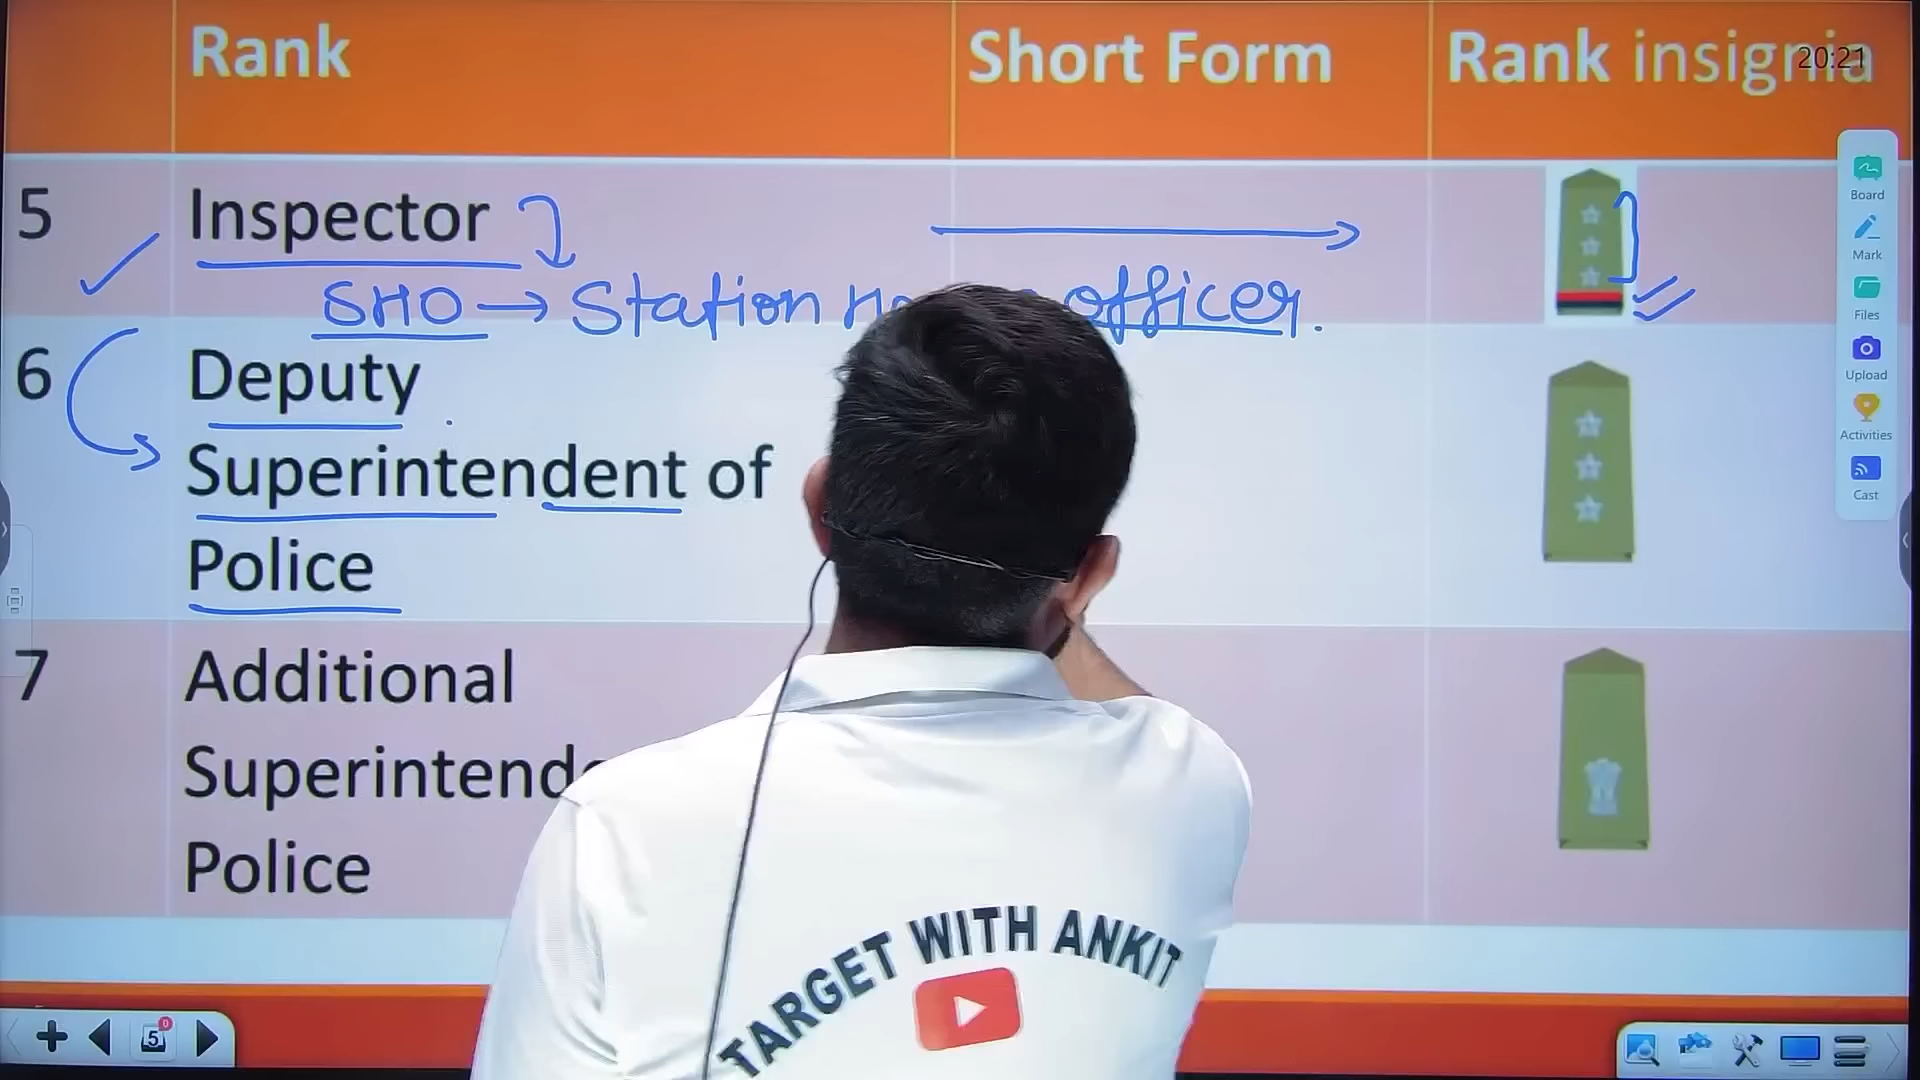 Rank Short Form Rank insignia
20:21
5 Inspector
SHO → Station officer.
6 Deputy
Superintendent of
Police
7 Additional
Police
TARGET WITH ANKIT
Board
Mark
Files
Upload
Activities
Cast
5
0